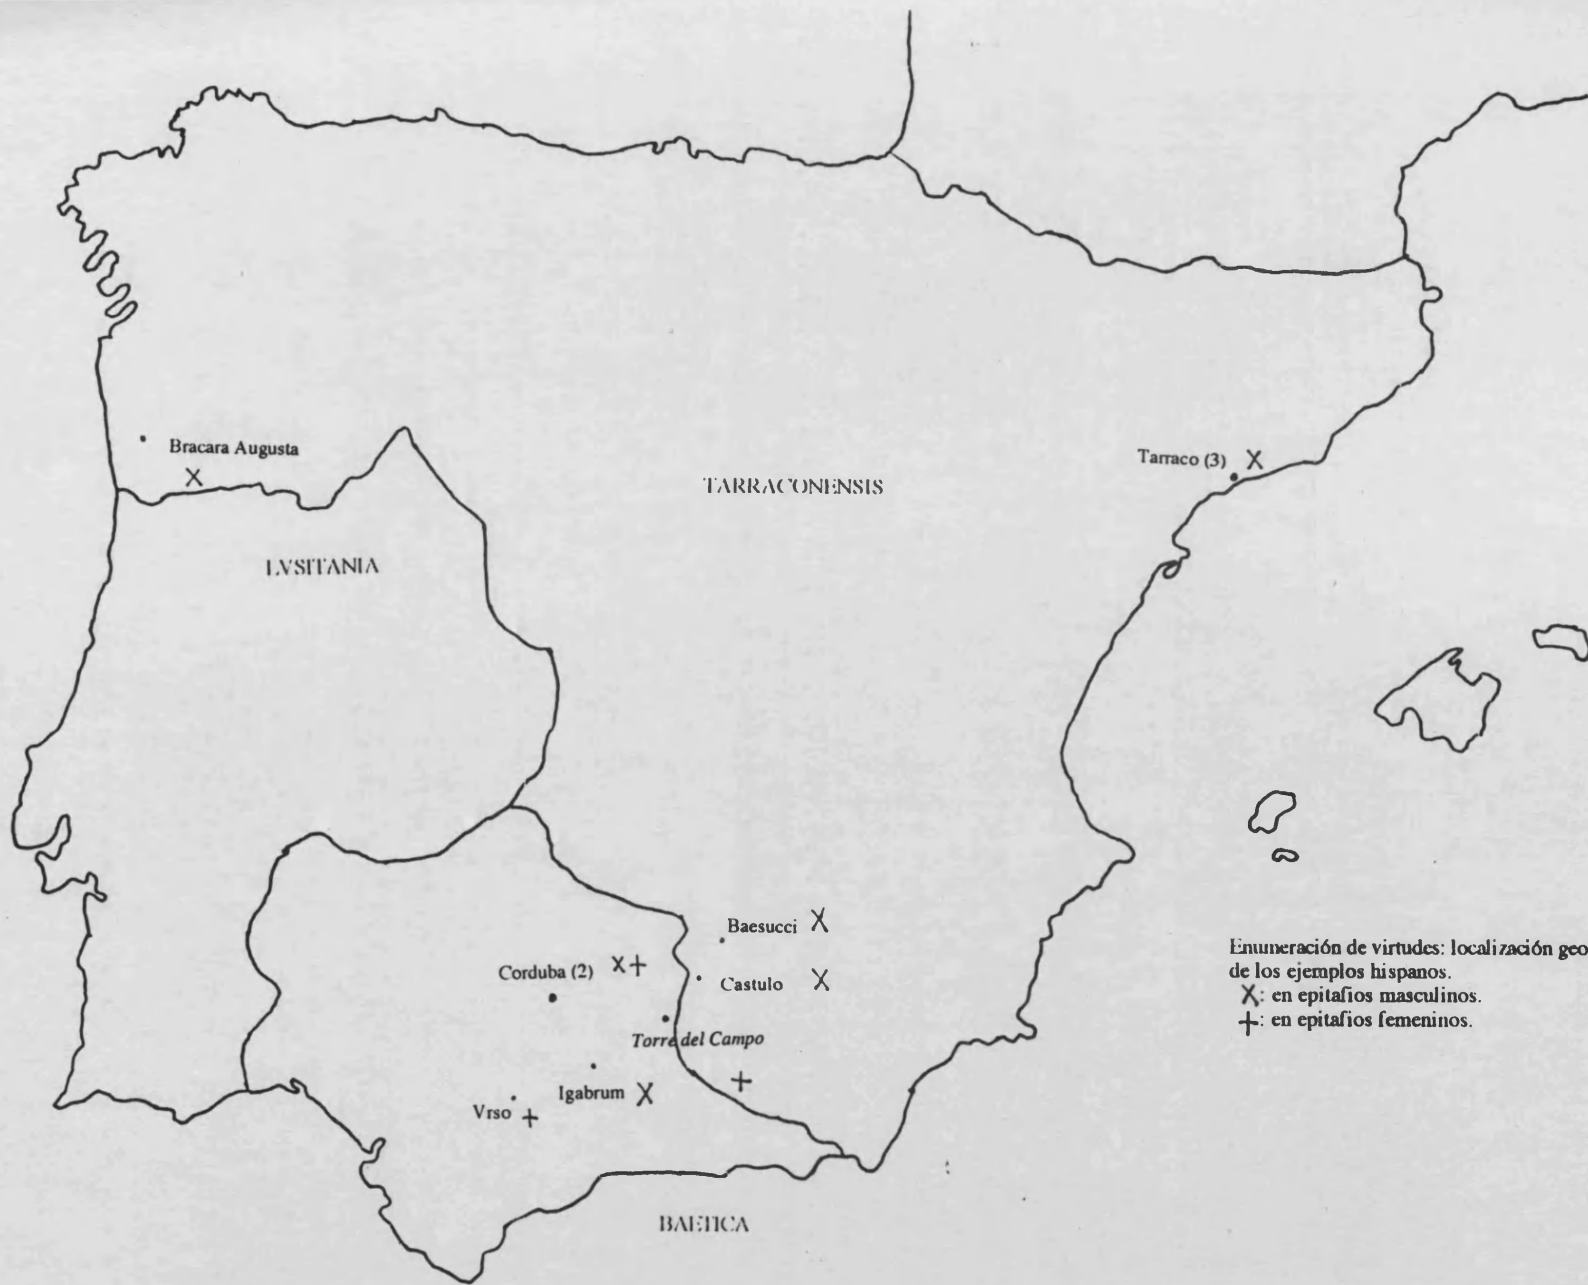 Bracara Augusta
X
Tarraco (3) X
TARRACONENSIS
LVSITANIA
Baesucci X
Corduba (2) X+
Castulo X
Torre del Campo
+
Igabrum X
Vrso +
BAETICA
Enumeración de virtudes: localización geo
de los ejemplos hispanos.
X: en epitafios masculinos.
+: en epitafios femeninos.